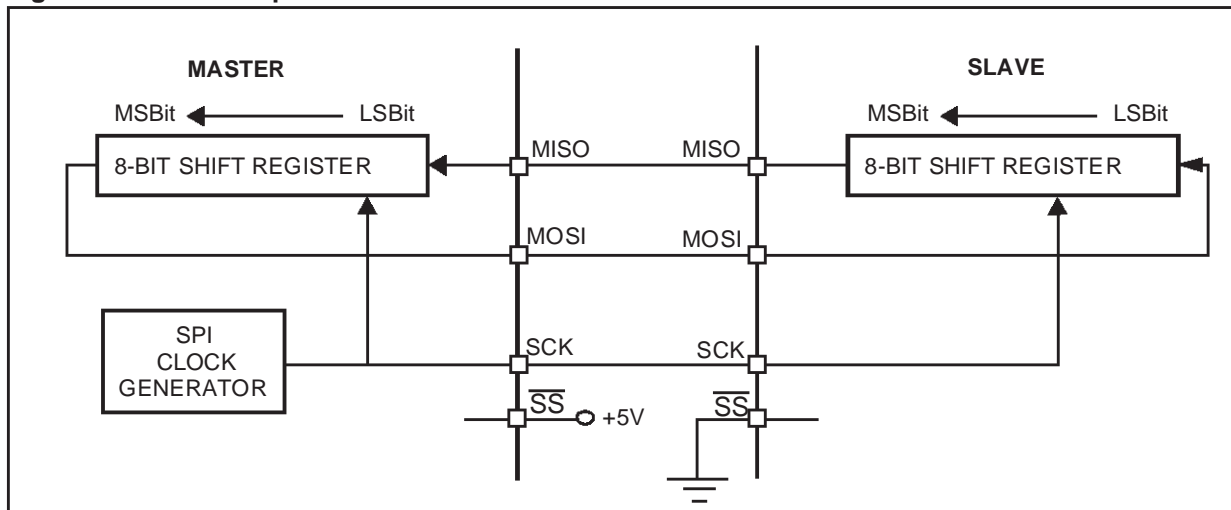 MASTER
SLAVE
MSBit LSBit
MSBit LSBit
8-BIT SHIFT REGISTER
MISO
MISO
8-BIT SHIFT REGISTER
MOSI
MOSI
SPI
CLOCK
GENERATOR
SCK
SCK
SS
+5V
SS